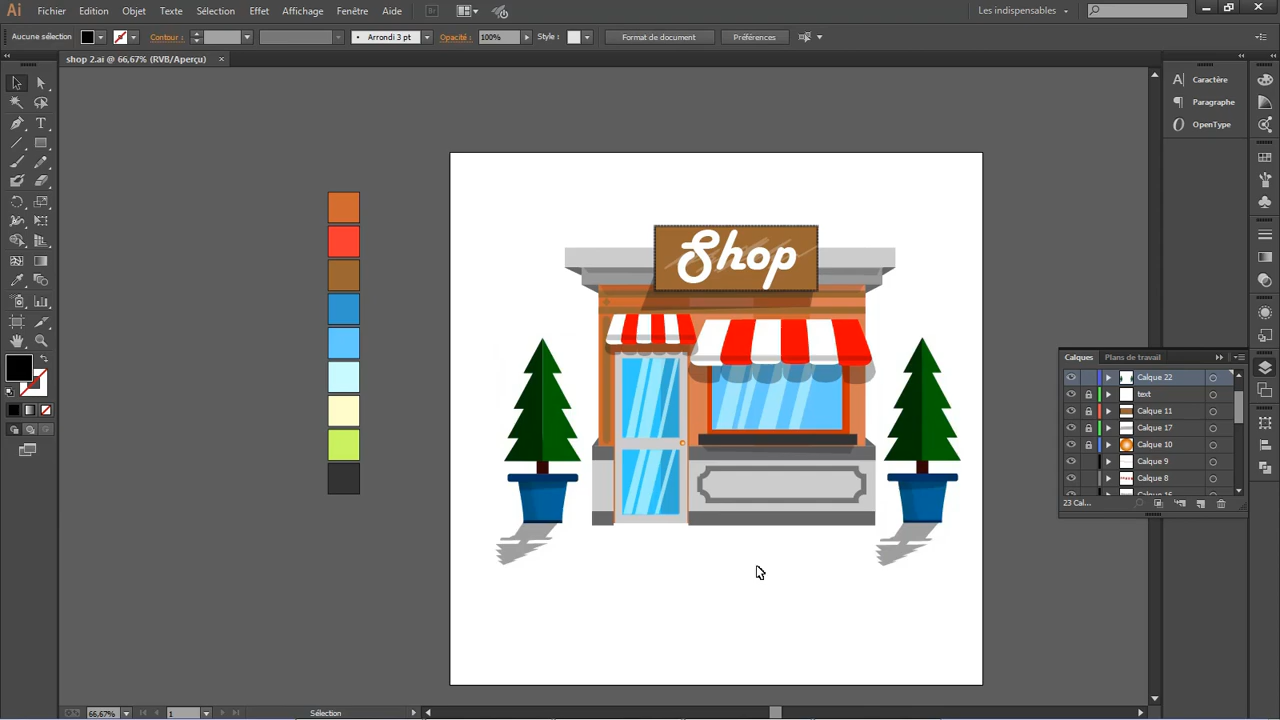 Ai Fichier Edition Objet Texte Sélection Effet Affichage Fenêtre Aide Br Les indispensables
Aucune sélection Contour : Arrondi 3 pt Opacité : 100% Style : Format de document Préférences
shop 2.ai @ 66,67% (RVB/Aperçu)
Caractère
Paragraphe
OpenType
Shop
Calques Plans de travail
Calque 22
text
Calque 11
Calque 17
Calque 10
Calque 9
Calque 8
23 Cal...
66,67% 1 Sélection